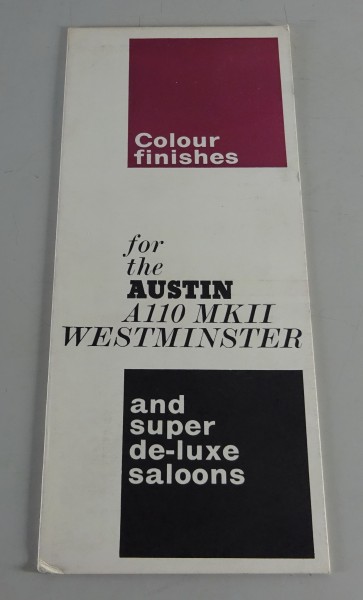 Colour
finishes
for
the
AUSTIN
A110 MKII
WESTMINSTER
and
super
de-luxe
saloons